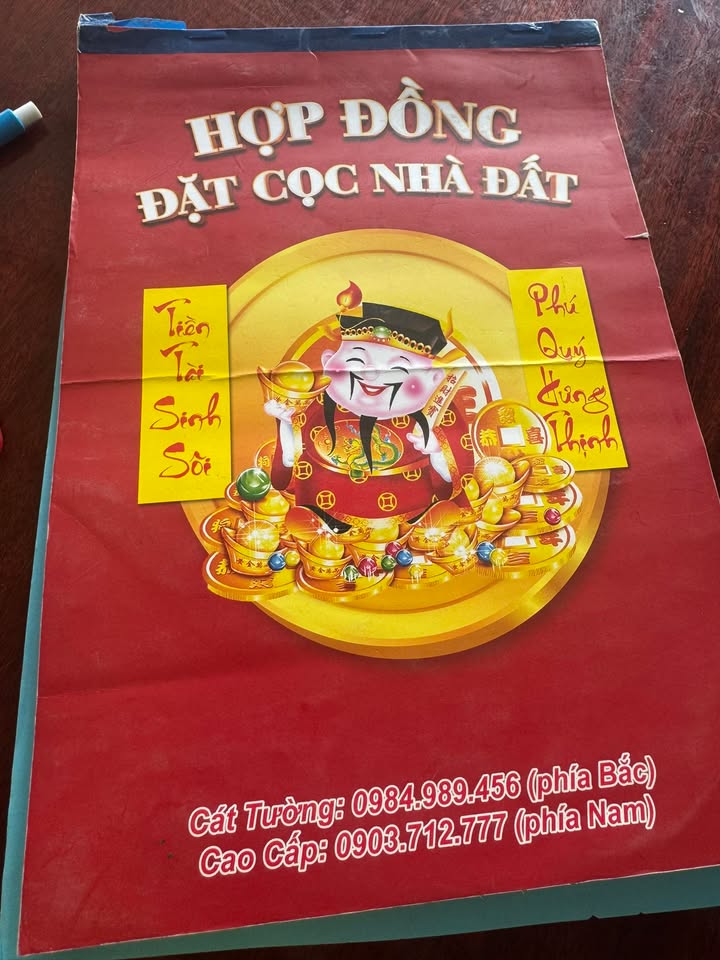 HỢP ĐỒNG
ĐẶT CỌC NHÀ ĐẤT
Tiền
Tài
Sinh
Sôi
Phú
Quý
Hưng
Thịnh
Cát Tường: 0984.989.456 (phía Bắc)
Cao Cấp: 0903.712.777 (phía Nam)